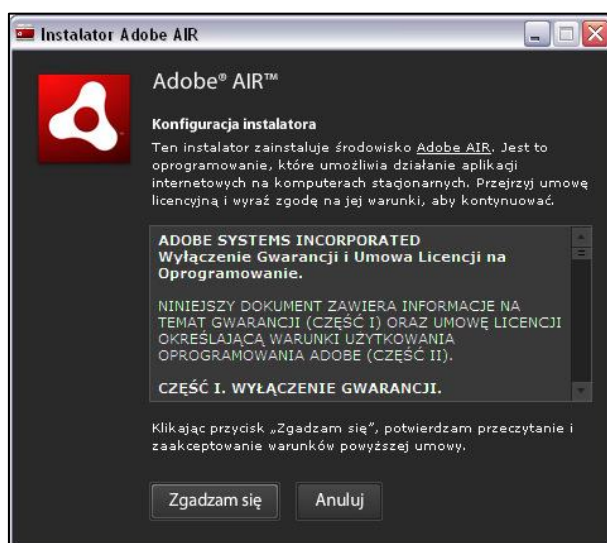 Instalator Adobe AIR
Adobe® AIR™
Konfiguracja instalatora
Ten instalator zainstaluje środowisko Adobe AIR. Jest to
oprogramowanie, które umożliwia działanie aplikacji
internetowych na komputerach stacjonarnych. Przejrzyj umowę
licencyjną i wyraź zgodę na jej warunki, aby kontynuować.
ADOBE SYSTEMS INCORPORATED
Wyłączenie Gwarancji i Umowa Licencji na
Oprogramowanie.
NINIEJSZY DOKUMENT ZAWIERA INFORMACJE NA
TEMAT GWARANCJI (CZĘŚĆ I) ORAZ UMOWĘ LICENCJI
OKREŚLAJĄCĄ WARUNKI UŻYTKOWANIA
OPROGRAMOWANIA ADOBE (CZĘŚĆ II).
CZĘŚĆ I. WYŁĄCZENIE GWARANCJI.
Klikając przycisk „Zgadzam się”, potwierdzam przeczytanie i
zaakceptowanie warunków powyższej umowy.
Zgadzam się
Anuluj